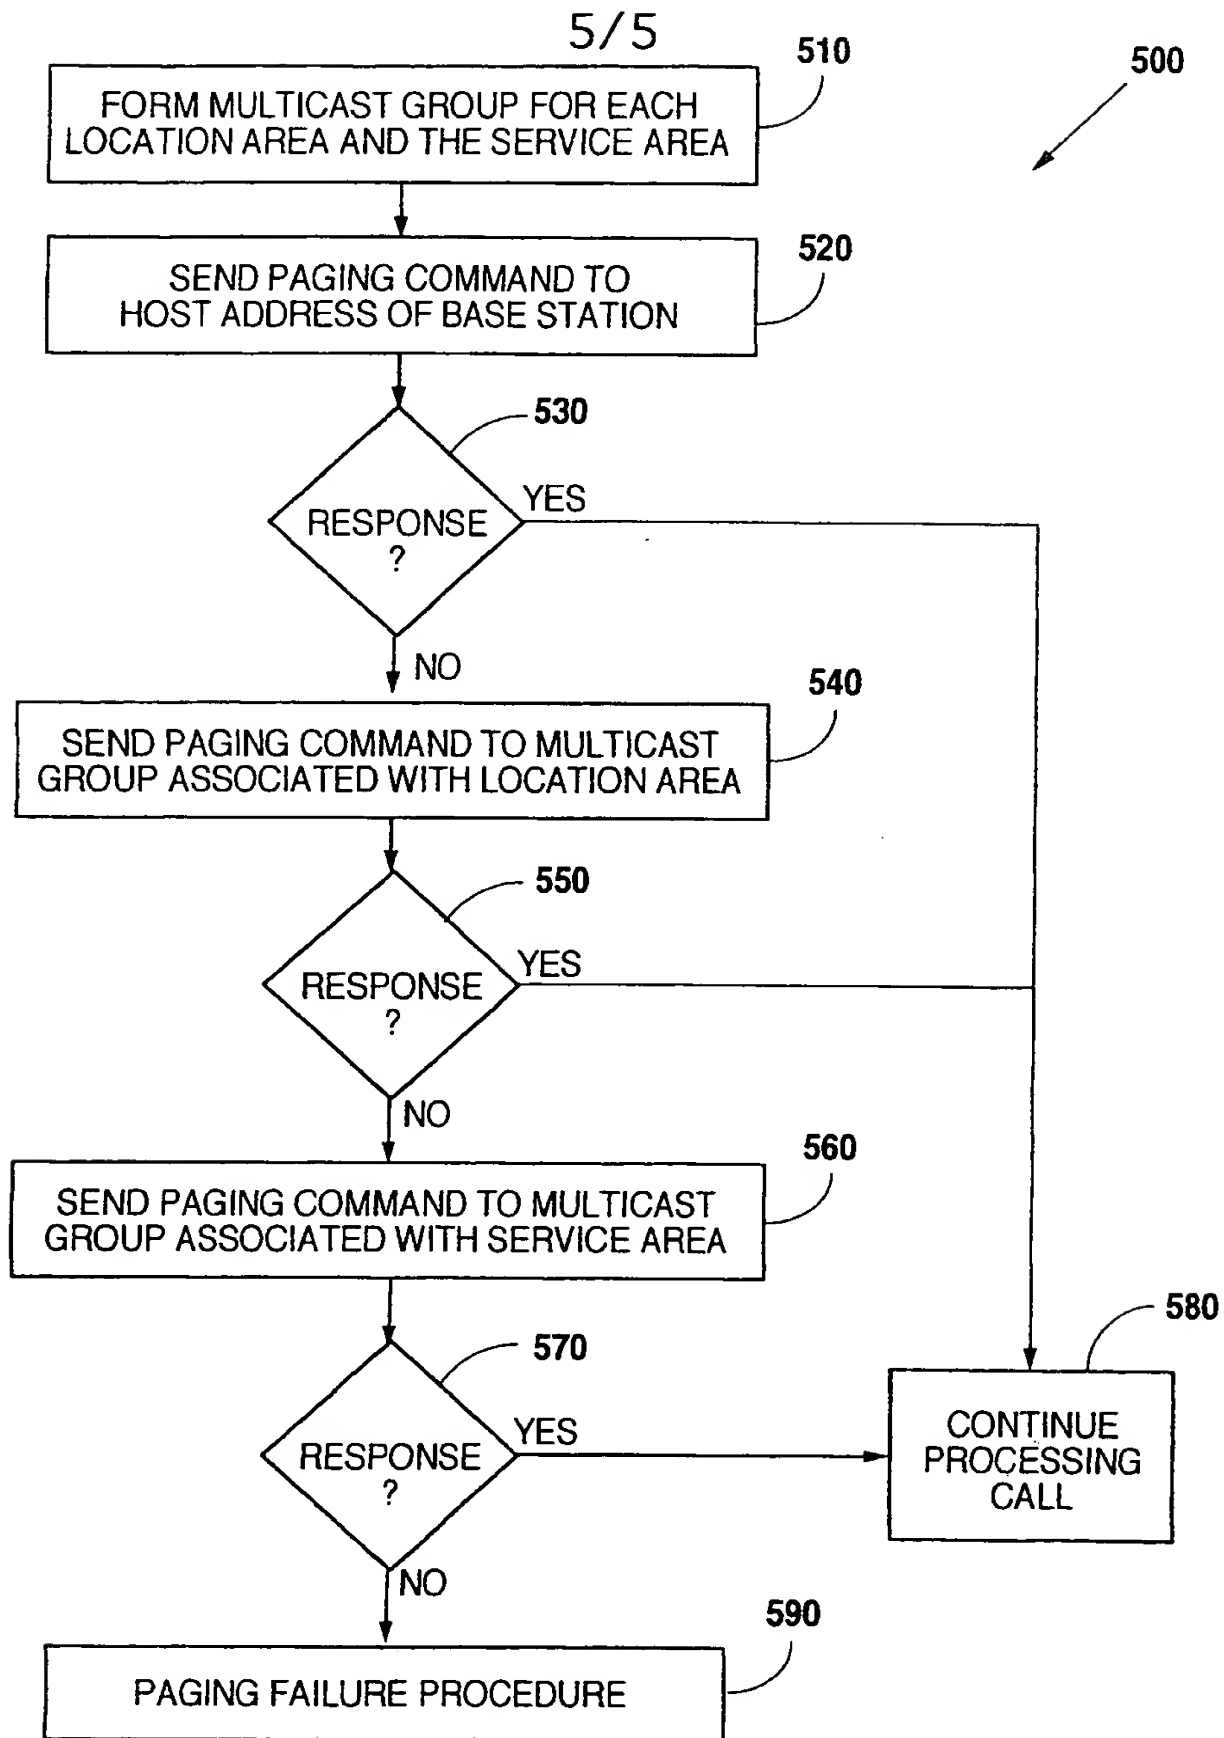 5/5
510
500
FORM MULTICAST GROUP FOR EACH
LOCATION AREA AND THE SERVICE AREA
520
SEND PAGING COMMAND TO
HOST ADDRESS OF BASE STATION
530
YES
RESPONSE
?
NO
540
SEND PAGING COMMAND TO MULTICAST
GROUP ASSOCIATED WITH LOCATION AREA
550
YES
RESPONSE
?
NO
560
SEND PAGING COMMAND TO MULTICAST
GROUP ASSOCIATED WITH SERVICE AREA
580
570
YES
RESPONSE
?
CONTINUE
PROCESSING
CALL
NO
590
PAGING FAILURE PROCEDURE